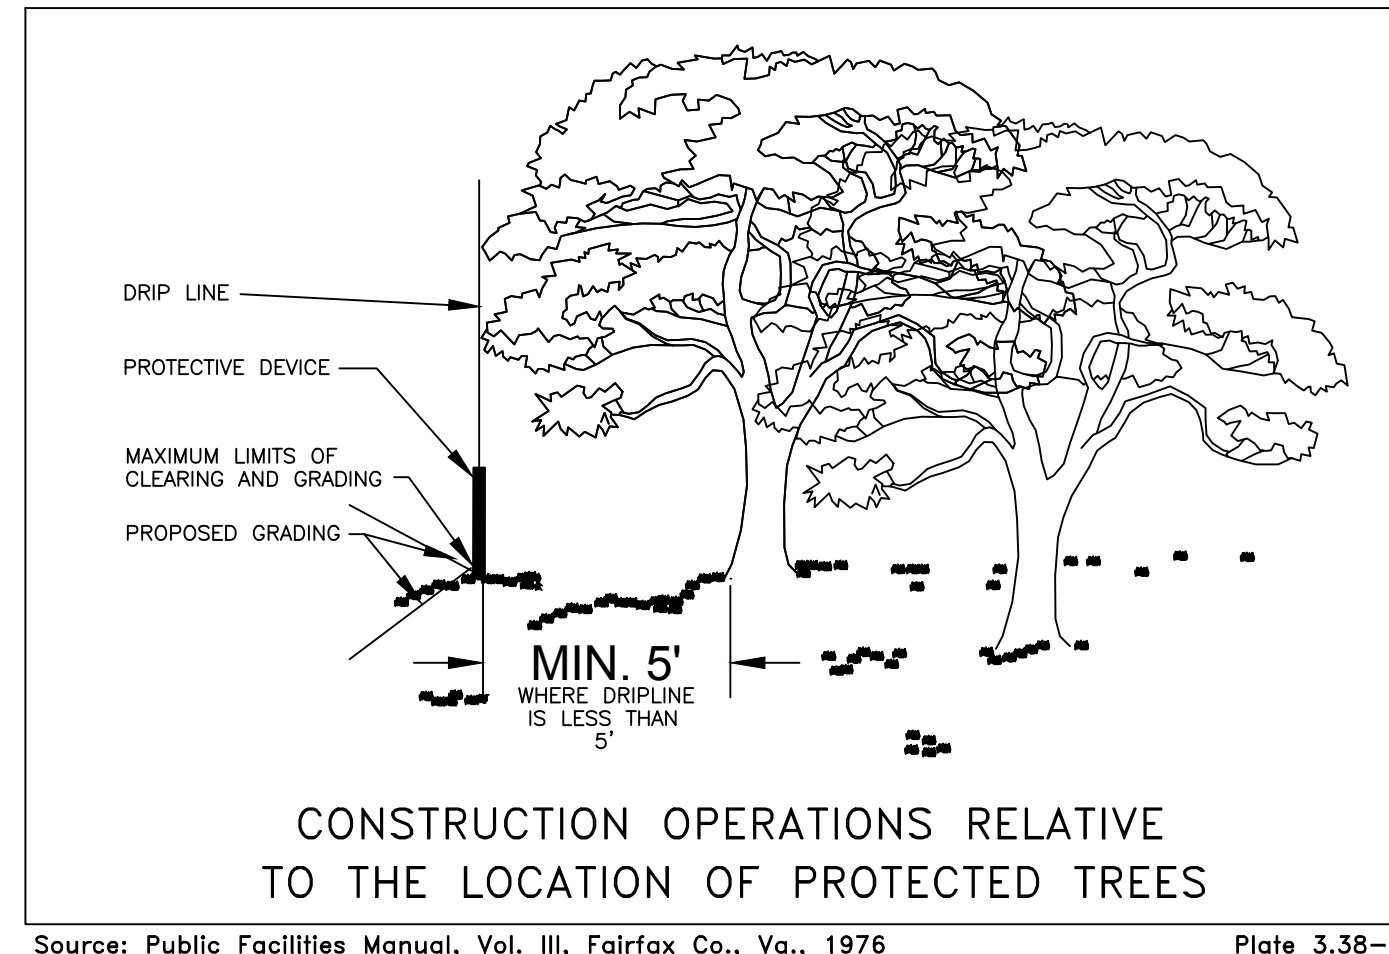 DRIP LINE
PROTECTIVE DEVICE
MAXIMUM LIMITS OF
CLEARING AND GRADING
PROPOSED GRADING
MIN. 5'
WHERE DRIPLINE
IS LESS THAN
5'
CONSTRUCTION OPERATIONS RELATIVE
TO THE LOCATION OF PROTECTED TREES
Source: Public Facilities Manual, Vol. III, Fairfax Co., Va., 1976
Plate 3.38-